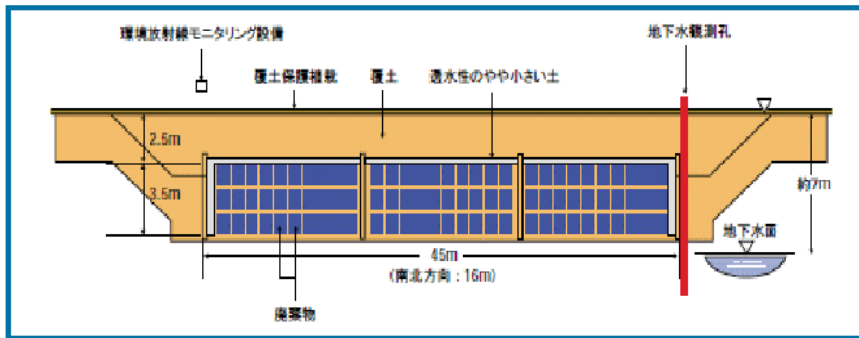 環境放射線モニタリング設備
地下水観測孔
覆土保護植栽
覆土
透水性のやや小さい土
2.5m
3.5m
約7m
地下水面
45m
(南北方向:16m)
廃棄物